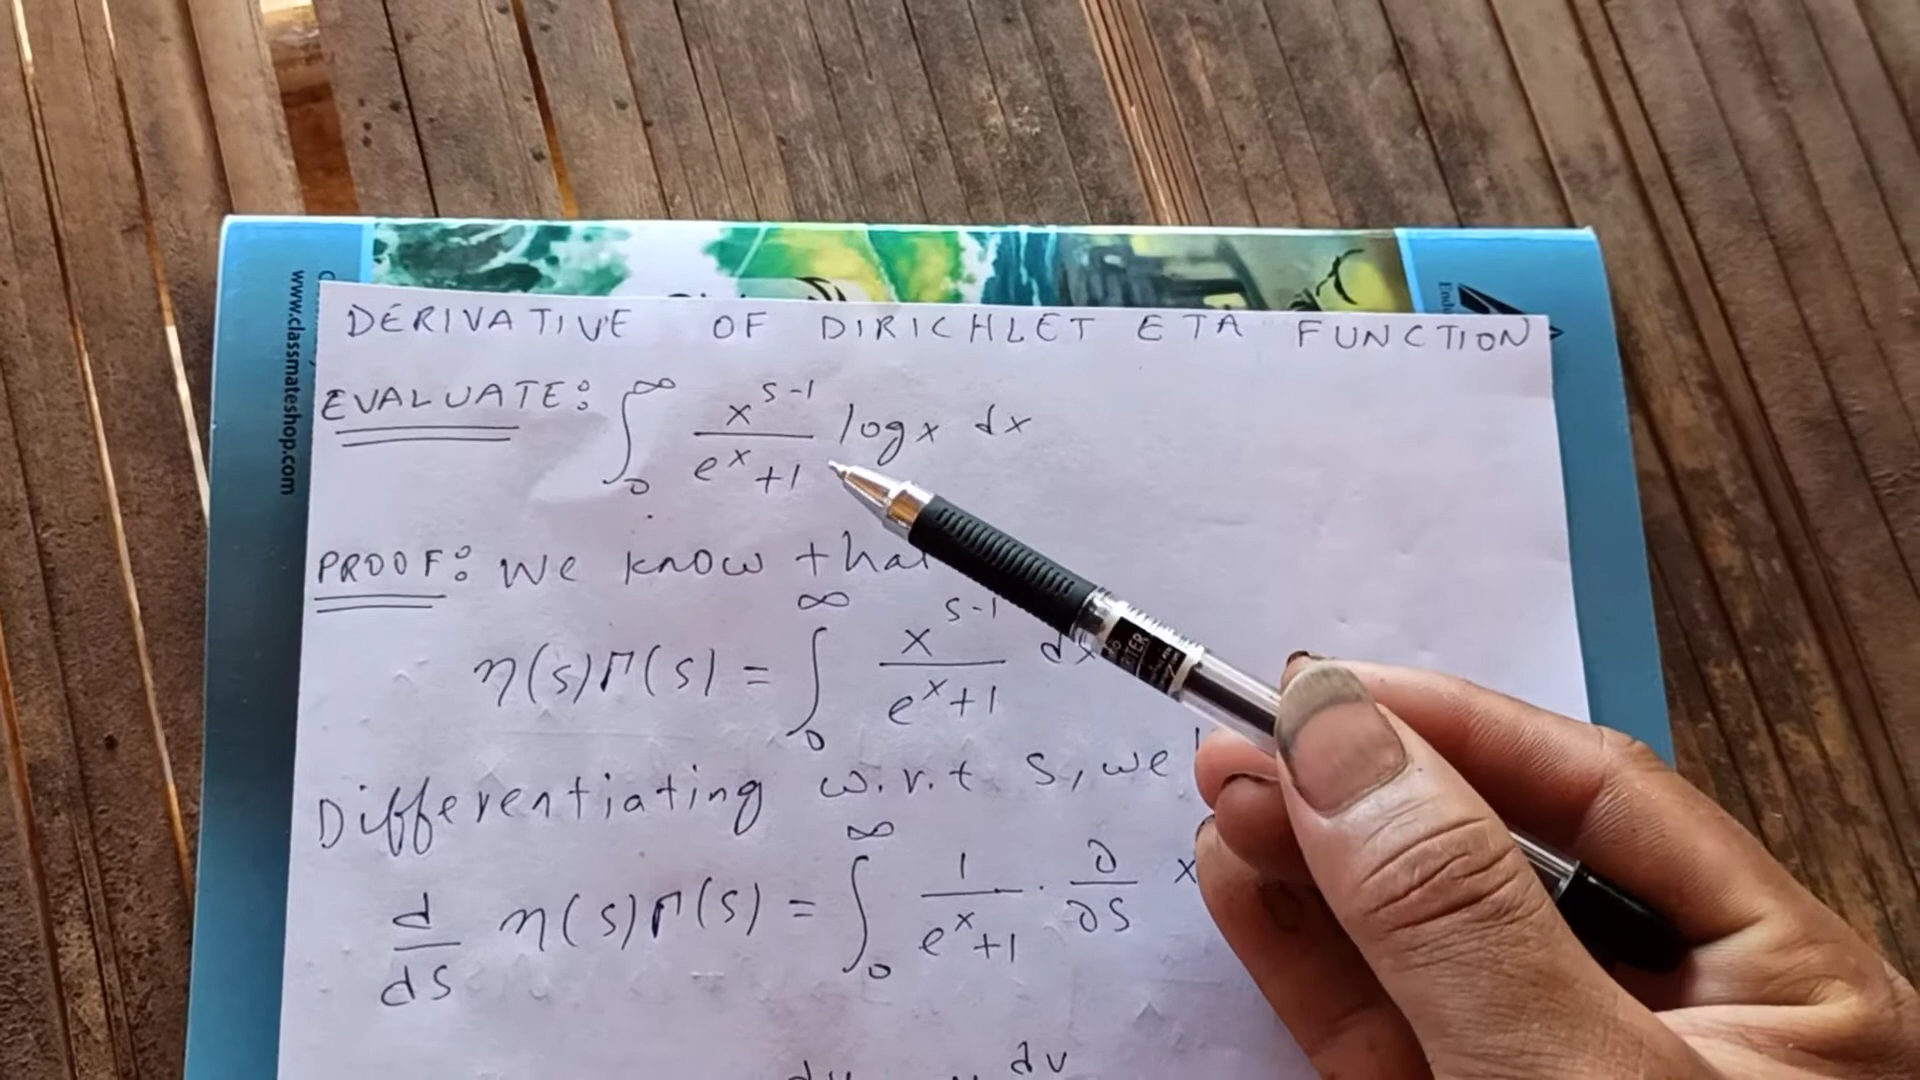 www.classmateshop.com
DERIVATIVE OF DIRICHLET ETA FUNCTION
EVALUATE: ∫₀^∞ x^(s-1)/(e^x+1) log x dx
PROOF: We know that
η(s)Γ(s) = ∫₀^∞ x^(s-1)/(e^x+1) dx
Differentiating w.r.t s, we
d/ds η(s)Γ(s) = ∫₀^∞ 1/(e^x+1) · ∂/∂s x
dv